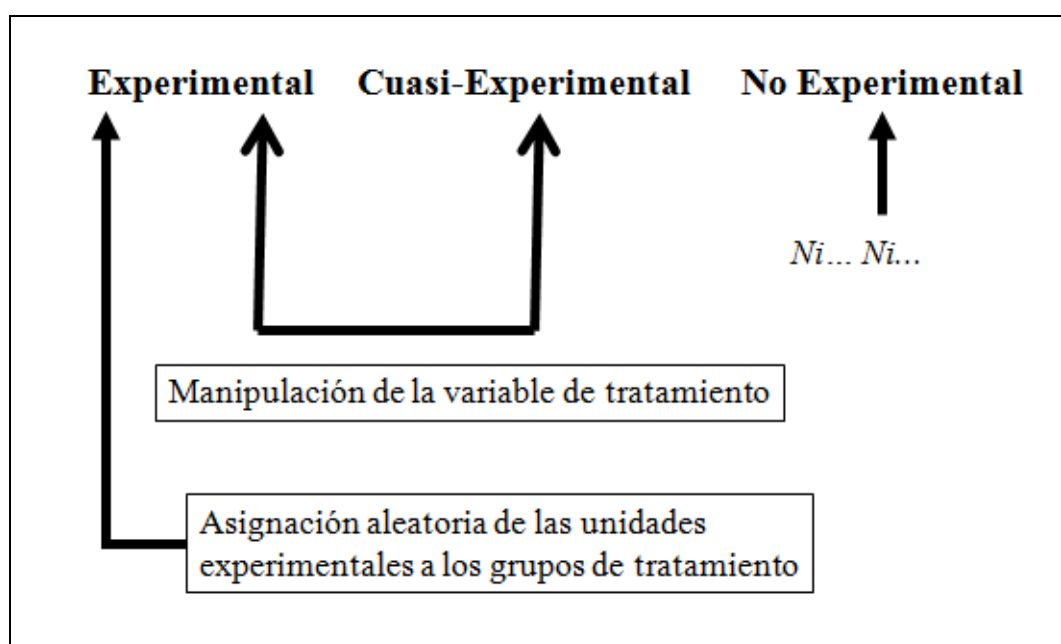 Experimental Cuasi-Experimental No Experimental
Ni... Ni...
Manipulación de la variable de tratamiento
Asignación aleatoria de las unidades
experimentales a los grupos de tratamiento